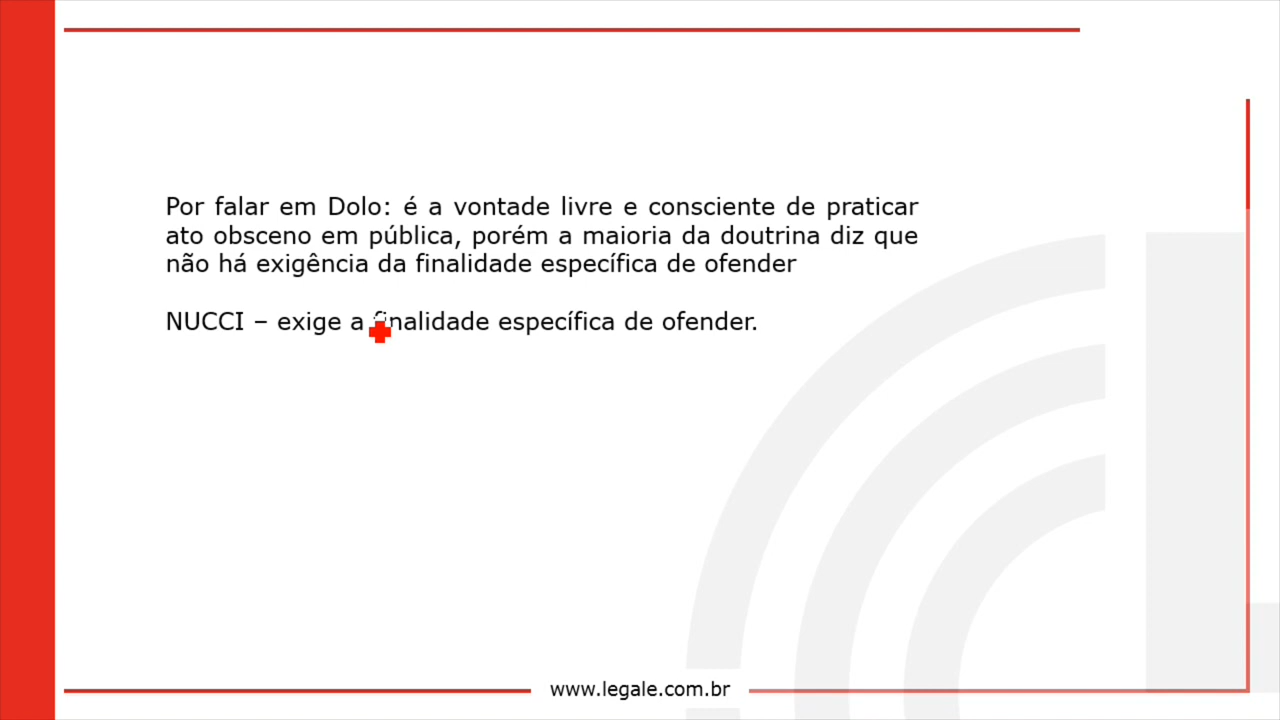 Por falar em Dolo: é a vontade livre e consciente de praticar
ato obsceno em pública, porém a maioria da doutrina diz que
não há exigência da finalidade específica de ofender
NUCCI – exige a finalidade específica de ofender.
www.legale.com.br